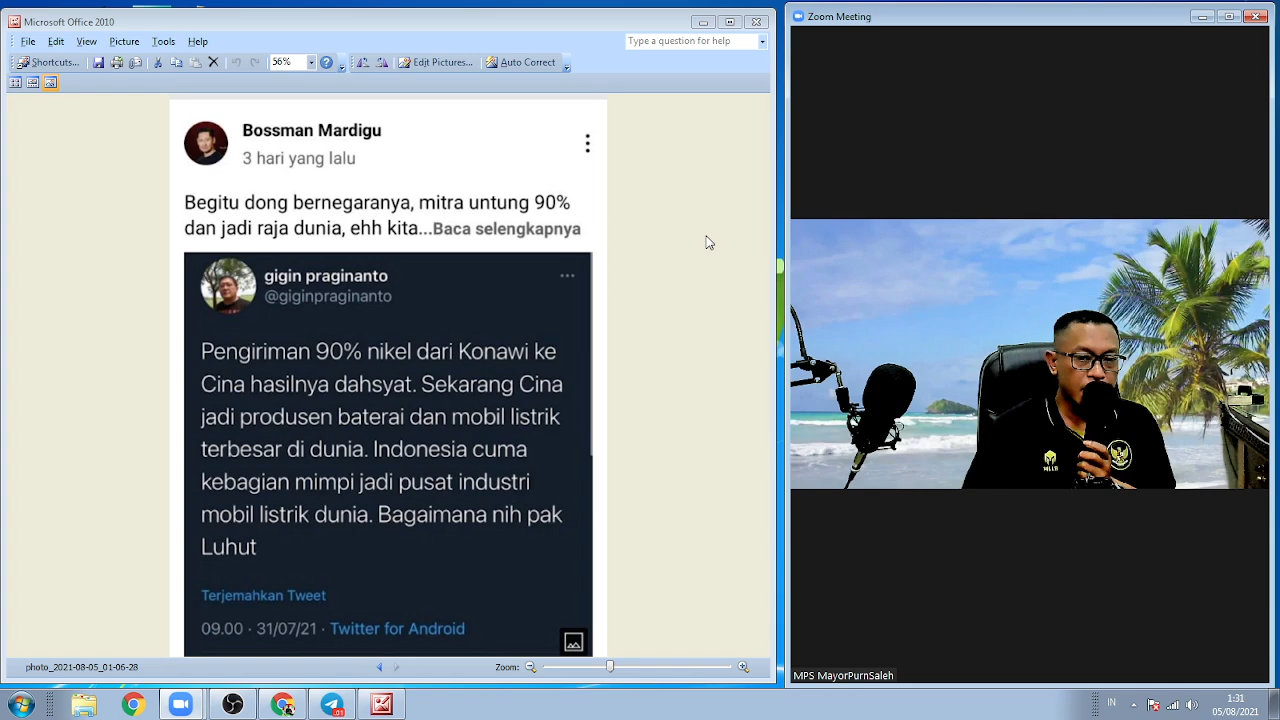 Microsoft Office 2010
File Edit View Picture Tools Help
Type a question for help
Shortcuts...
56%
Edit Pictures...
Auto Correct
Bossman Mardigu
3 hari yang lalu
Begitu dong bernegaranya, mitra untung 90%
dan jadi raja dunia, ehh kita...Baca selengkapnya
gigin praginanto
@giginpraginanto
Pengiriman 90% nikel dari Konawi ke
Cina hasilnya dahsyat. Sekarang Cina
jadi produsen baterai dan mobil listrik
terbesar di dunia. Indonesia cuma
kebagian mimpi jadi pusat industri
mobil listrik dunia. Bagaimana nih pak
Luhut
Terjemahkan Tweet
09.00 · 31/07/21 · Twitter for Android
photo_2021-08-05_01-06-28
Zoom:
Zoom Meeting
MPS MayorPurnSaleh
IN
1:31
05/08/2021